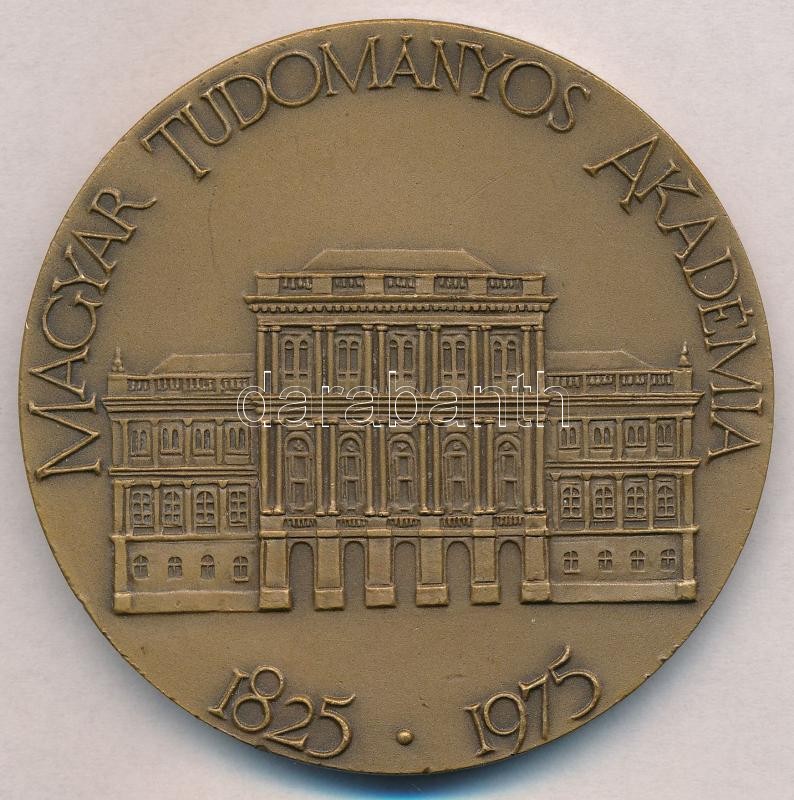 MAGYAR TUDOMÁNYOS AKADÉMIA
darabanth
1825 • 1975